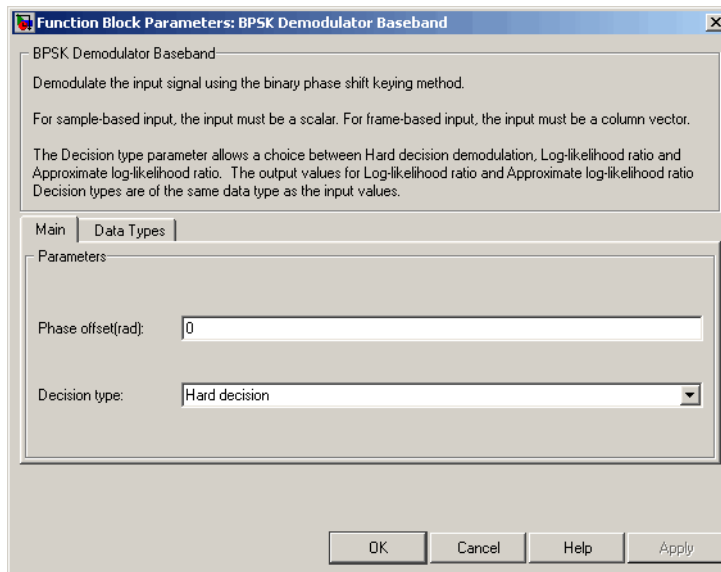 Function Block Parameters: BPSK Demodulator Baseband
BPSK Demodulator Baseband
Demodulate the input signal using the binary phase shift keying method.
For sample-based input, the input must be a scalar. For frame-based input, the input must be a column vector.
The Decision type parameter allows a choice between Hard decision demodulation, Log-likelihood ratio and
Approximate log-likelihood ratio. The output values for Log-likelihood ratio and Approximate log-likelihood ratio
Decision types are of the same data type as the input values.
Main Data Types
Parameters
Phase offset(rad): 0
Decision type: Hard decision
OK Cancel Help Apply